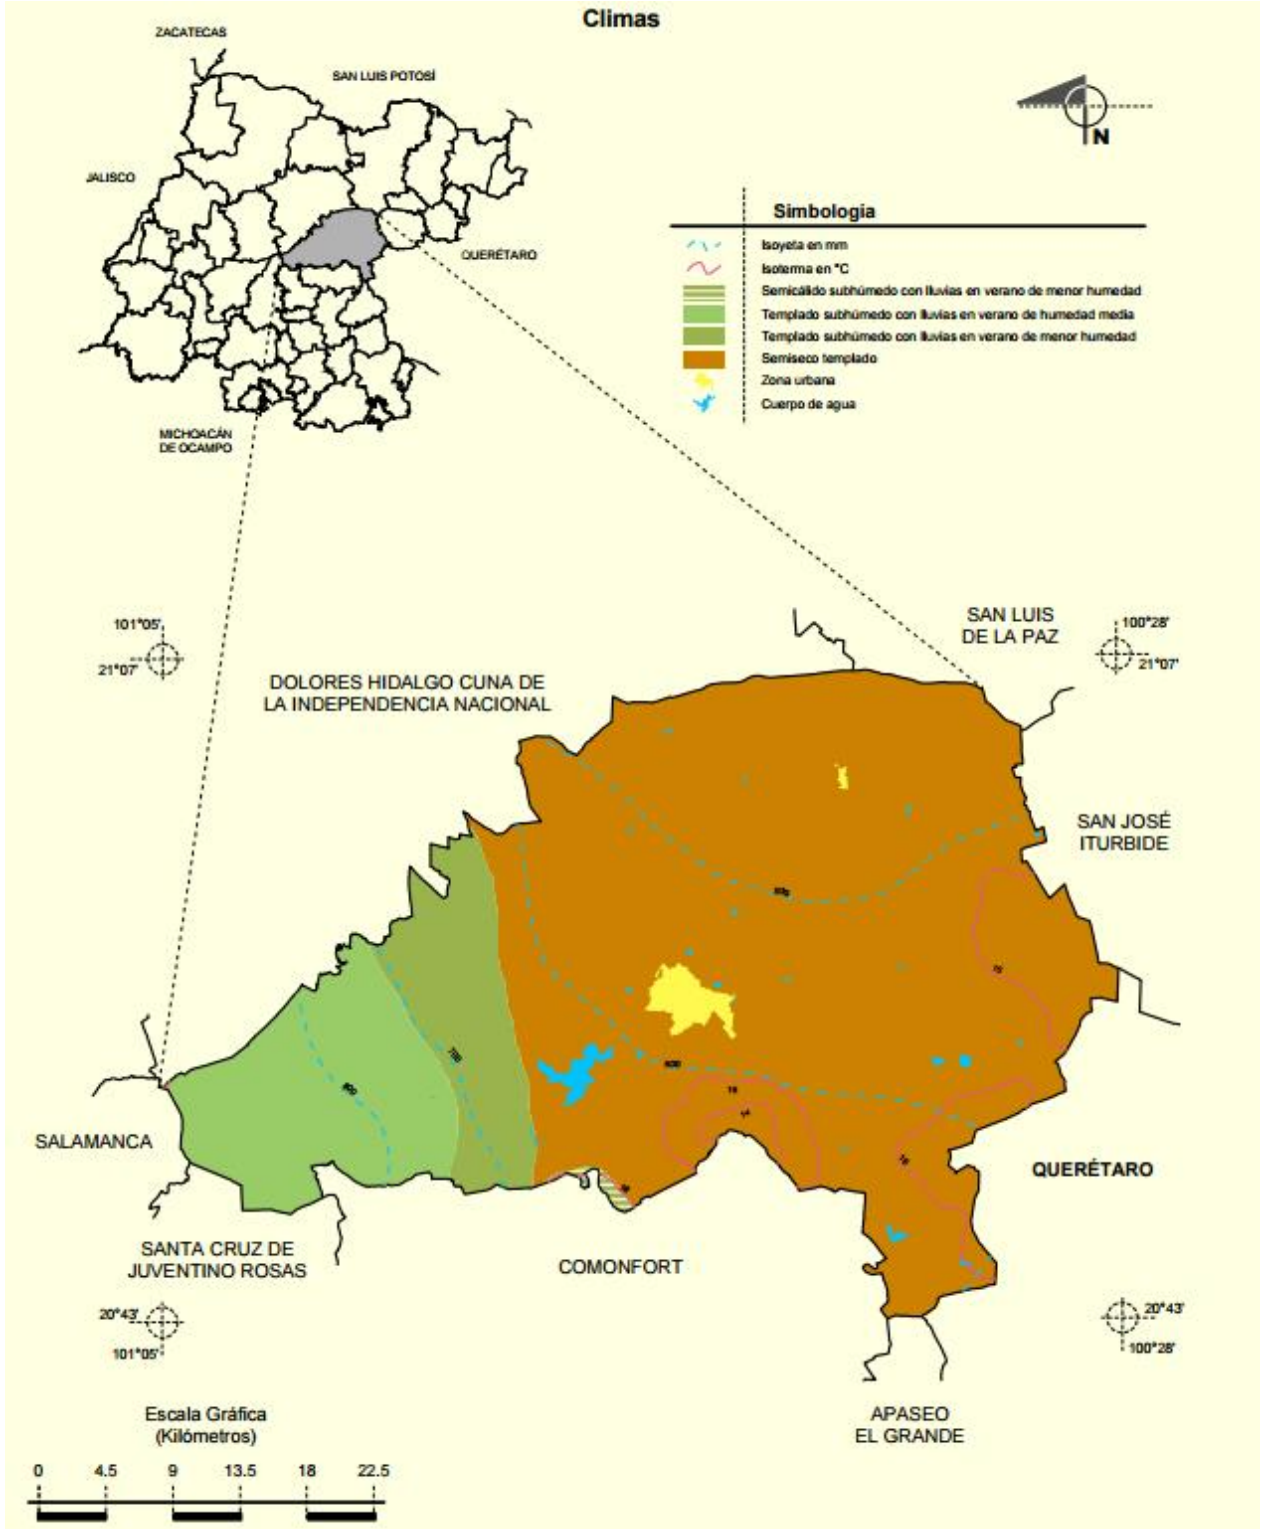 Climas
ZACATECAS
SAN LUIS POTOSÍ
JALISCO
QUERÉTARO
MICHOACÁN
DE OCAMPO
N
Simbología
Isoyeta en mm
Isoterma en °C
Semicálido subhúmedo con lluvias en verano de menor humedad
Templado subhúmedo con lluvias en verano de humedad media
Templado subhúmedo con lluvias en verano de menor humedad
Semiseco templado
Zona urbana
Cuerpo de agua
101°05'
21°07'
100°28'
21°07'
SAN LUIS
DE LA PAZ
DOLORES HIDALGO CUNA DE
LA INDEPENDENCIA NACIONAL
SAN JOSÉ
ITURBIDE
700
600
800
16
18
SALAMANCA
QUERÉTARO
SANTA CRUZ DE
JUVENTINO ROSAS
COMONFORT
20°43'
101°05'
20°43'
100°28'
APASEO
EL GRANDE
Escala Gráfica
(Kilómetros)
0 4.5 9 13.5 18 22.5